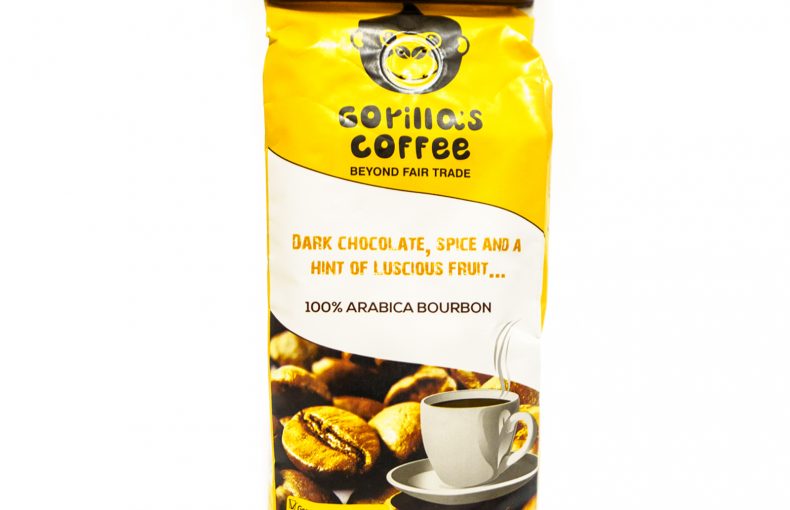 Gorilla's
COFFEE
BEYOND FAIR TRADE
DARK CHOCOLATE, SPICE AND A
HINT OF LUSCIOUS FRUIT...
100% ARABICA BOURBON